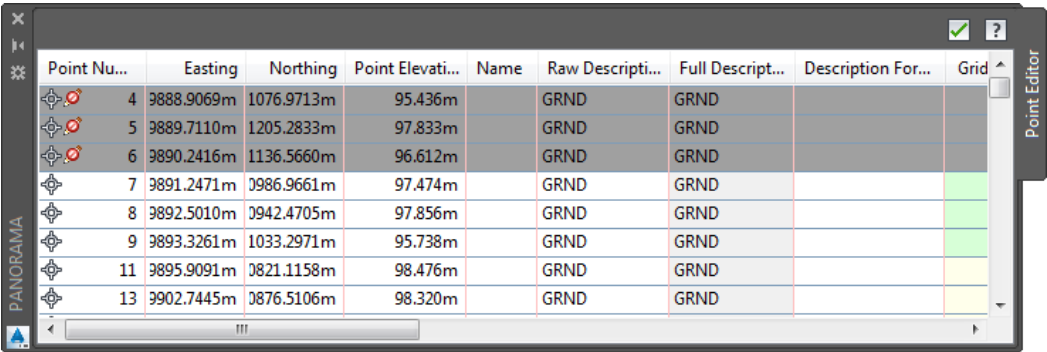 Point Nu... Easting Northing Point Elevati... Name Raw Descripti... Full Descript... Description For... Grid
4 9888.9069m 1076.9713m 95.436m GRND GRND
5 9889.7110m 1205.2833m 97.833m GRND GRND
6 9890.2416m 1136.5660m 96.612m GRND GRND
7 9891.2471m 0986.9661m 97.474m GRND GRND
8 9892.5010m 0942.4705m 97.856m GRND GRND
9 9893.3261m 1033.2971m 95.738m GRND GRND
11 9895.9091m 0821.1158m 98.476m GRND GRND
13 9902.7445m 0876.5106m 98.320m GRND GRND
Point Editor
PANORAMA